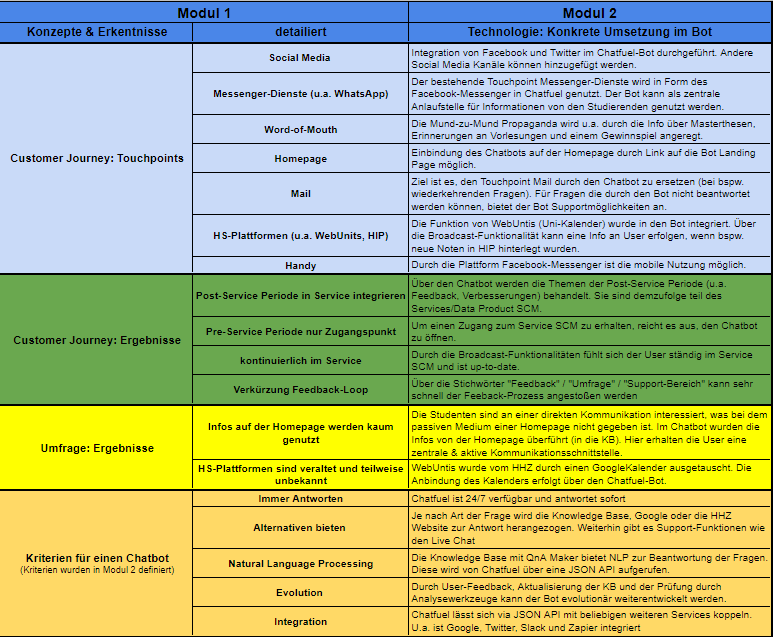 Modul 1
Modul 2
Konzepte & Erkentnisse
detailiert
Technologie: Konkrete Umsetzung im Bot
Customer Journey: Touchpoints
Social Media
Integration von Facebook und Twitter im Chatfuel-Bot durchgeführt. Andere
Social Media Kanäle können hinzugefügt werden.
Messenger-Dienste (u.a. WhatsApp)
Der bestehende Touchpoint Messenger-Dienste wird in Form des
Facebook-Messenger in Chatfuel genutzt. Der Bot kann als zentrale
Anlaufstelle für Informationen von den Studierenden genutzt werden.
Word-of-Mouth
Die Mund-zu-Mund Propaganda wird u.a. durch die Info über Masterthesen,
Erinnerungen an Vorlesungen und einem Gewinnspiel angeregt.
Homepage
Einbindung des Chatbots auf der Homepage durch Link auf die Bot Landing
Page möglich.
Mail
Ziel ist es, den Touchpoint Mail durch den Chatbot zu ersetzen (bei bspw.
wiederkehrenden Fragen). Für Fragen die durch den Bot nicht beantwortet
werden können, bietet der Bot Supportmöglichkeiten an.
HS-Plattformen (u.a. WebUnits, HIP)
Die Funktion von WebUntis (Uni-Kalender) wurde in den Bot integriert. Über
die Broadcast-Funktionalität kann eine Info an User erfolgen, wenn bspw.
neue Noten in HIP hinterlegt wurden.
Handy
Durch die Plattform Facebook-Messenger ist die mobile Nutzung möglich.
Customer Journey: Ergebnisse
Post-Service Periode in Service integrieren
Über den Chatbot werden die Themen der Post-Service Periode (u.a.
Feedback, Verbesserungen) behandelt. Sie sind demzufolge teil des
Services/Data Product SCM.
Pre-Service Periode nur Zugangspunkt
Um einen Zugang zum Service SCM zu erhalten, reicht es aus, den Chatbot
zu öffnen.
kontinuierlich im Service
Durch die Broadcast-Funktionalitäten fühlt sich der User ständig im Service
SCM und ist up-to-date.
Verkürzung Feedback-Loop
Über die Stichwörter "Feedback" / "Umfrage" / "Support-Bereich" kann sehr
schnell der Feeback-Prozess angestoßen werden
Umfrage: Ergebnisse
Infos auf der Homepage werden kaum
genutzt
Die Studenten sind an einer direkten Kommunikation interessiert, was bei dem
passiven Medium einer Homepage nicht gegeben ist. Im Chatbot wurden die
Infos von der Homepage überführt (in die KB). Hier erhalten die User eine
zentrale & aktive Kommunikationsschnittstelle.
HS-Plattformen sind veraltet und teilweise
unbekannt
WebUntis wurde vom HHZ durch einen GoogleKalender ausgetauscht. Die
Anbindung des Kalenders erfolgt über den Chatfuel-Bot.
Kriterien für einen Chatbot
(Kriterien wurden in Modul 2 definiert)
Immer Antworten
Chatfuel ist 24/7 verfügbar und antwortet sofort
Alternativen bieten
Je nach Art der Frage wird die Knowledge Base, Google oder die HHZ
Website zur Antwort herangezogen. Weiterhin gibt es Support-Funktionen wie
den Live Chat
Natural Language Processing
Die Knowledge Base mit QnA Maker bietet NLP zur Beantwortung der Fragen.
Diese wird von Chatfuel über eine JSON API aufgerufen.
Evolution
Durch User-Feedback, Aktualisierung der KB und der Prüfung durch
Analysewerkzeuge kann der Bot evolutionär weiterentwickelt werden.
Integration
Chatfuel lässt sich via JSON API mit beliebigen weiteren Services koppeln.
U.a. ist Google, Twitter, Slack und Zapier integriert